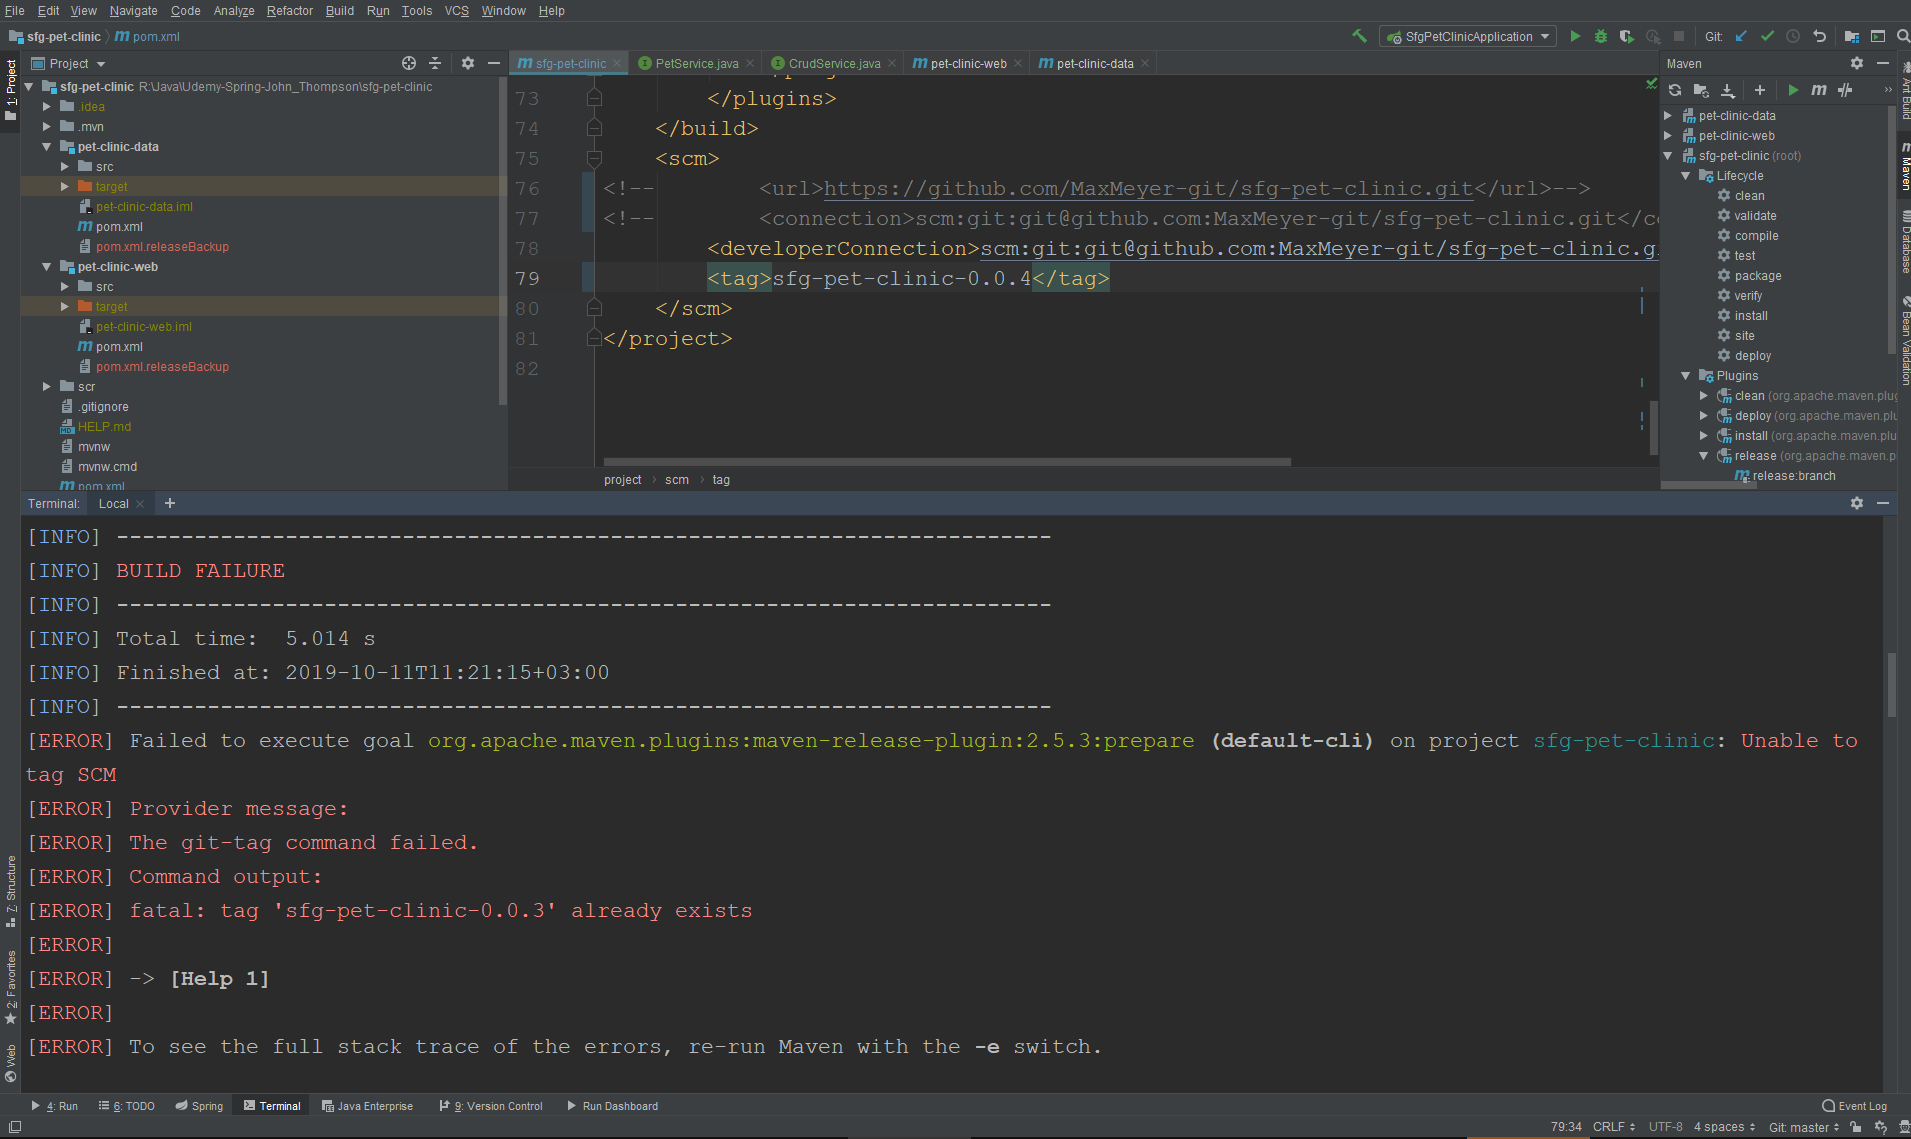 File Edit View Navigate Code Analyze Refactor Build Run Tools VCS Window Help
sfg-pet-clinic pom.xml
SfgPetClinicApplication Git:
Project
sfg-pet-clinic PetService.java CrudService.java pet-clinic-web pet-clinic-data
Maven
1: Project
sfg-pet-clinic R:\Java\Udemy-Spring-John_Thompson\sfg-pet-clinic
.idea
.mvn
pet-clinic-data
src
target
pet-clinic-data.iml
pom.xml
pom.xml.releaseBackup
pet-clinic-web
src
target
pet-clinic-web.iml
pom.xml
pom.xml.releaseBackup
scr
.gitignore
HELP.md
mvnw
mvnw.cmd
pom.xml
73 </plugins>
74 </build>
75 <scm>
76 <!-- <url>https://github.com/MaxMeyer-git/sfg-pet-clinic.git</url>-->
77 <!-- <connection>scm:git:git@github.com:MaxMeyer-git/sfg-pet-clinic.git</co
78 <developerConnection>scm:git:git@github.com:MaxMeyer-git/sfg-pet-clinic.gi
79 <tag>sfg-pet-clinic-0.0.4</tag>
80 </scm>
81 </project>
82
project scm tag
pet-clinic-data
pet-clinic-web
sfg-pet-clinic (root)
Lifecycle
clean
validate
compile
test
package
verify
install
site
deploy
Plugins
clean (org.apache.maven.plug
deploy (org.apache.maven.plu
install (org.apache.maven.plu
release (org.apache.maven.p
release:branch
Ant Build
Maven
Database
Bean Validation
Terminal: Local
[INFO] ------------------------------------------------------------------------
[INFO] BUILD FAILURE
[INFO] ------------------------------------------------------------------------
[INFO] Total time:  5.014 s
[INFO] Finished at: 2019-10-11T11:21:15+03:00
[INFO] ------------------------------------------------------------------------
[ERROR] Failed to execute goal org.apache.maven.plugins:maven-release-plugin:2.5.3:prepare (default-cli) on project sfg-pet-clinic: Unable to
tag SCM
[ERROR] Provider message:
[ERROR] The git-tag command failed.
[ERROR] Command output:
[ERROR] fatal: tag 'sfg-pet-clinic-0.0.3' already exists
[ERROR]
[ERROR] -> [Help 1]
[ERROR]
[ERROR] To see the full stack trace of the errors, re-run Maven with the -e switch.
7: Structure
2: Favorites
Web
4: Run 6: TODO Spring Terminal Java Enterprise 9: Version Control Run Dashboard Event Log
79:34 CRLF UTF-8 4 spaces Git: master